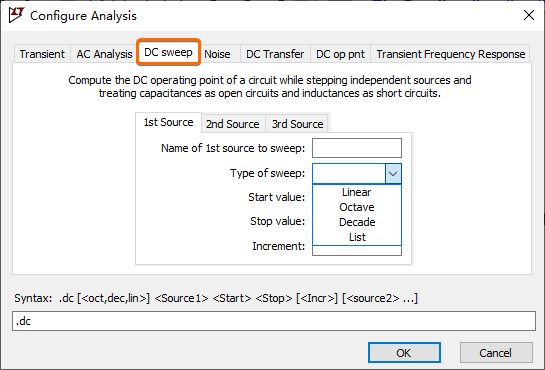 Configure Analysis
Transient AC Analysis DC sweep Noise DC Transfer DC op pnt Transient Frequency Response
Compute the DC operating point of a circuit while stepping independent sources and
treating capacitances as open circuits and inductances as short circuits.
1st Source 2nd Source 3rd Source
Name of 1st source to sweep:
Type of sweep:
Linear
Start value:
Octave
Stop value:
Decade
List
Increment:
Syntax: .dc [<oct,dec,lin>] <Source1> <Start> <Stop> [<Incr>] [<source2> ...]
.dc
OK Cancel